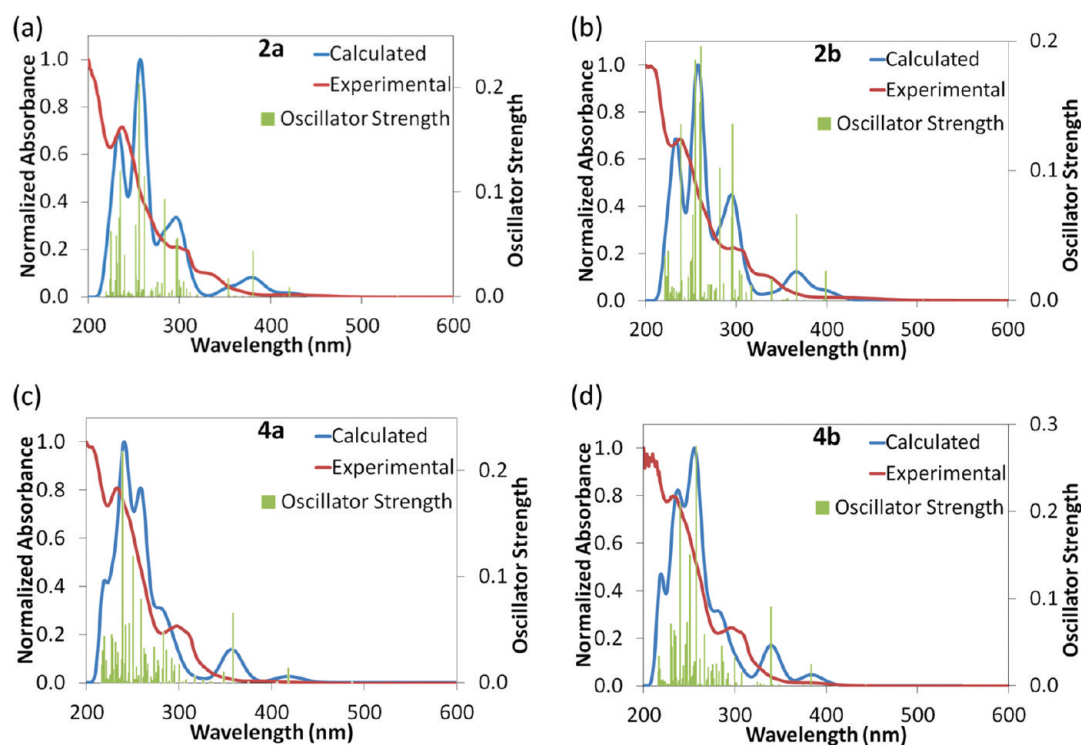 (a)
2a
Calculated
Experimental
Oscillator Strength
Normalized Absorbance
1.0
0.8
0.6
0.4
0.2
0.0
0.2
0.1
0.0
Oscillator Strength
200 300 400 500 600
Wavelength (nm)
(b)
2b
Calculated
Experimental
Oscillator Strength
Normalized Absorbance
1.0
0.8
0.6
0.4
0.2
0.0
0.2
0.1
0.0
Oscillator Strength
200 300 400 500 600
Wavelength (nm)
(c)
4a
Calculated
Experimental
Oscillator Strength
Normalized Absorbance
1.0
0.8
0.6
0.4
0.2
0.0
0.2
0.1
0.0
Oscillator Strength
200 300 400 500 600
Wavelength (nm)
(d)
4b
Calculated
Experimental
Oscillator Strength
Normalized Absorbance
1.0
0.8
0.6
0.4
0.2
0.0
0.3
0.2
0.1
0.0
Oscillator Strength
200 300 400 500 600
Wavelength (nm)